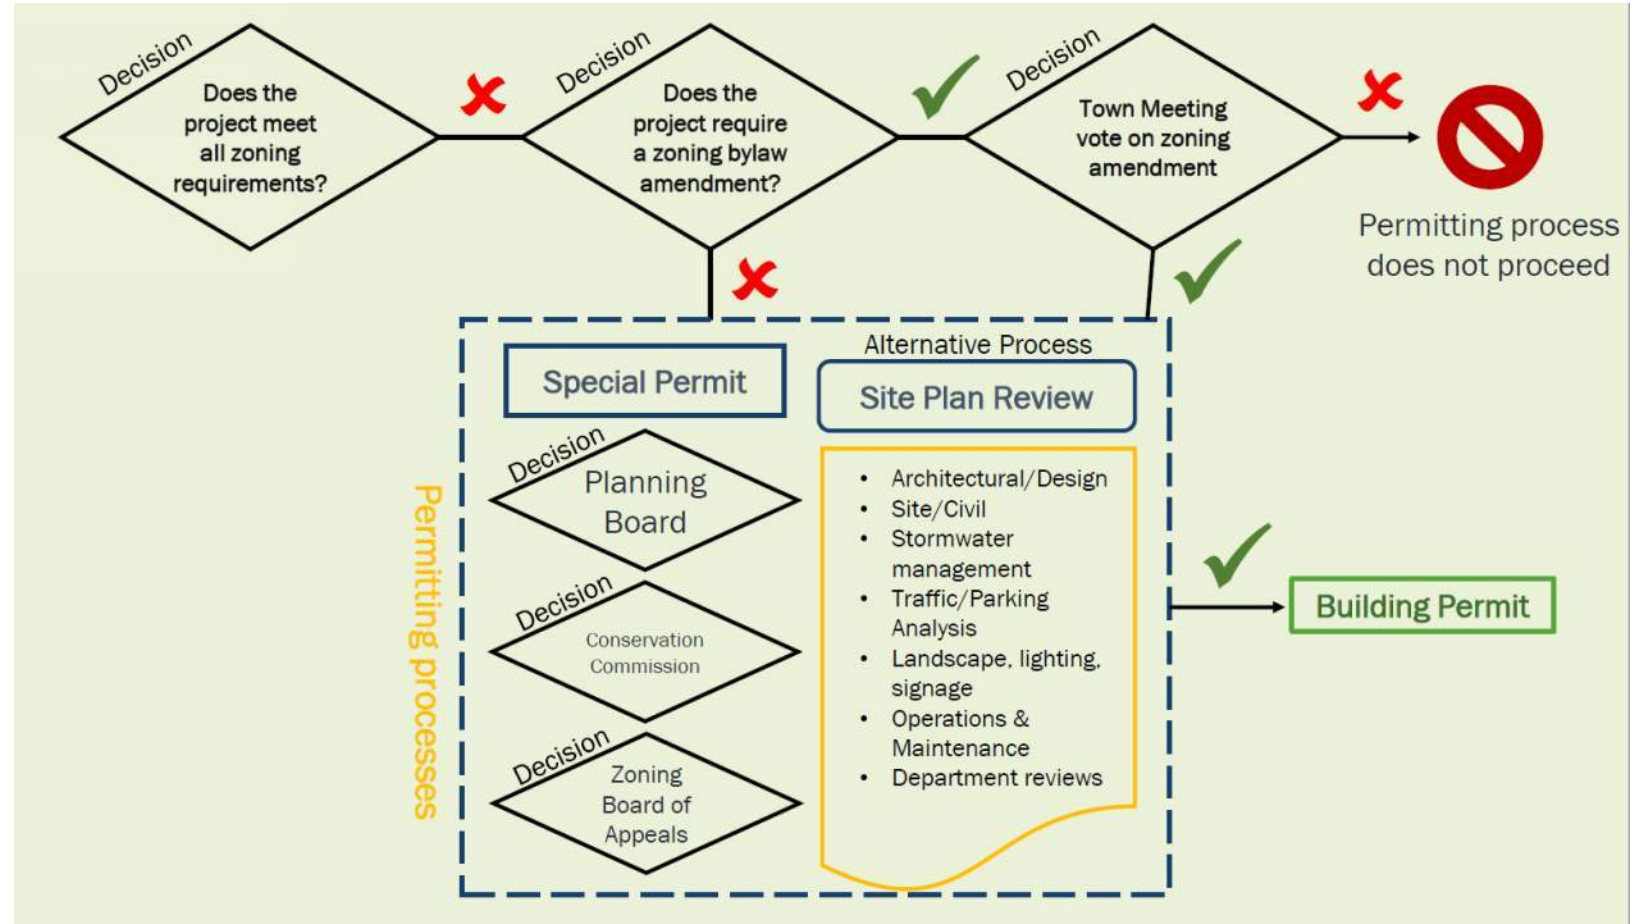 Decision
Does the
project meet
all zoning
requirements?
Decision
Does the
project require
a zoning bylaw
amendment?
Decision
Town Meeting
vote on zoning
amendment
Permitting process
does not proceed
Permitting processes
Special Permit
Decision
Planning
Board
Decision
Conservation
Commission
Decision
Zoning
Board of
Appeals
Alternative Process
Site Plan Review
• Architectural/Design
• Site/Civil
• Stormwater
management
• Traffic/Parking
Analysis
• Landscape, lighting,
signage
• Operations &
Maintenance
• Department reviews
Building Permit